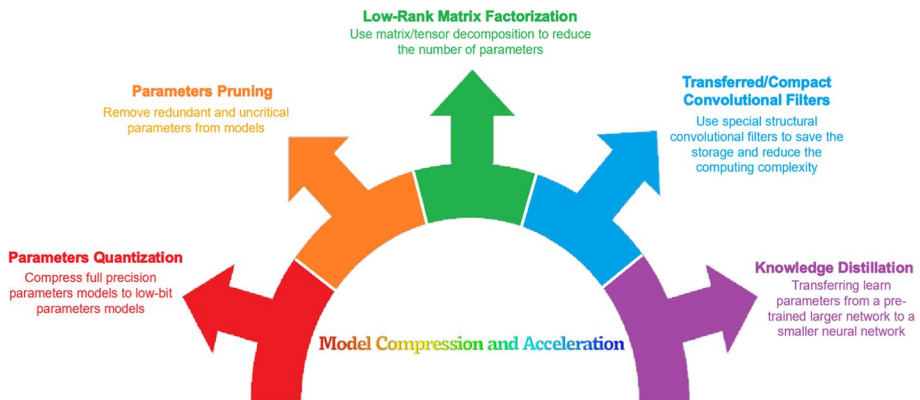 Low-Rank Matrix Factorization
Use matrix/tensor decomposition to reduce
the number of parameters
Parameters Pruning
Remove redundant and uncritical
parameters from models
Transferred/Compact
Convolutional Filters
Use special structural
convolutional filters to save the
storage and reduce the
computing complexity
Parameters Quantization
Compress full precision
parameters models to low-bit
parameters models
Knowledge Distillation
Transferring learn
parameters from a pre-
trained larger network to a
smaller neural network
Model Compression and Acceleration